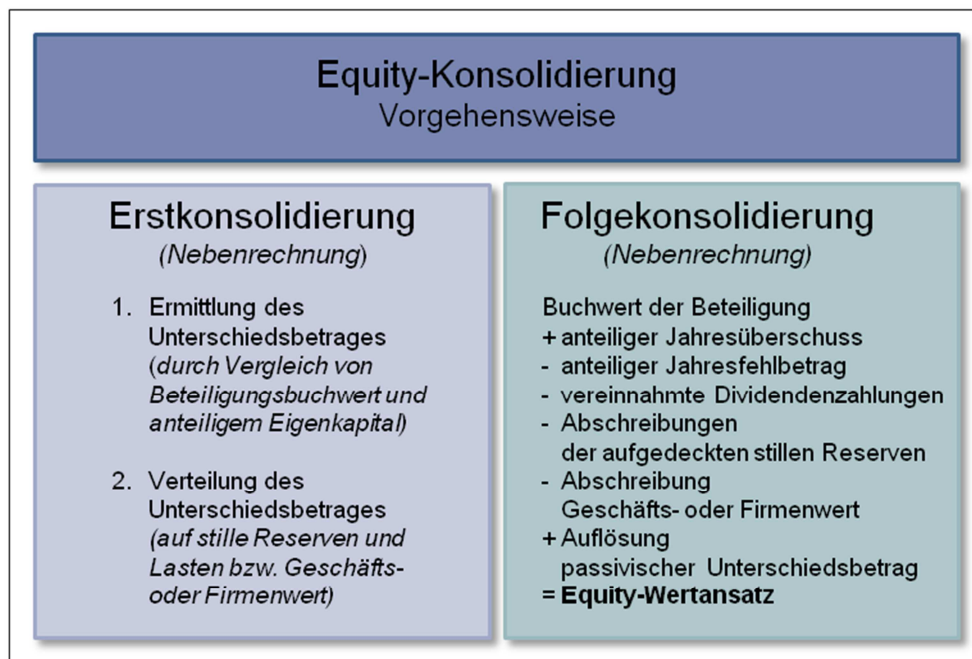 Equity-Konsolidierung
Vorgehensweise
Erstkonsolidierung
(Nebenrechnung)
1. Ermittlung des
Unterschiedsbetrages
(durch Vergleich von
Beteiligungsbuchwert und
anteiligem Eigenkapital)
2. Verteilung des
Unterschiedsbetrages
(auf stille Reserven und
Lasten bzw. Geschäfts-
oder Firmenwert)
Folgekonsolidierung
(Nebenrechnung)
Buchwert der Beteiligung
+ anteiliger Jahresüberschuss
- anteiliger Jahresfehlbetrag
- vereinnahmte Dividendenzahlungen
- Abschreibungen
der aufgedeckten stillen Reserven
- Abschreibung
Geschäfts- oder Firmenwert
+ Auflösung
passivischer Unterschiedsbetrag
= Equity-Wertansatz